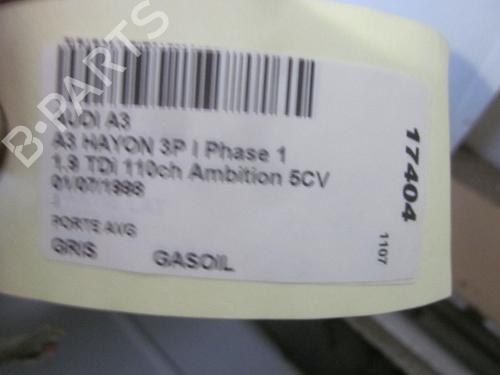 AUDI A3
A3 HAYON 3P I Phase 1
1.9 TDi 110ch Ambition 5CV
01/07/1998
PORTE AVG
GRIS GASOIL
17404
1107
B-PARTS